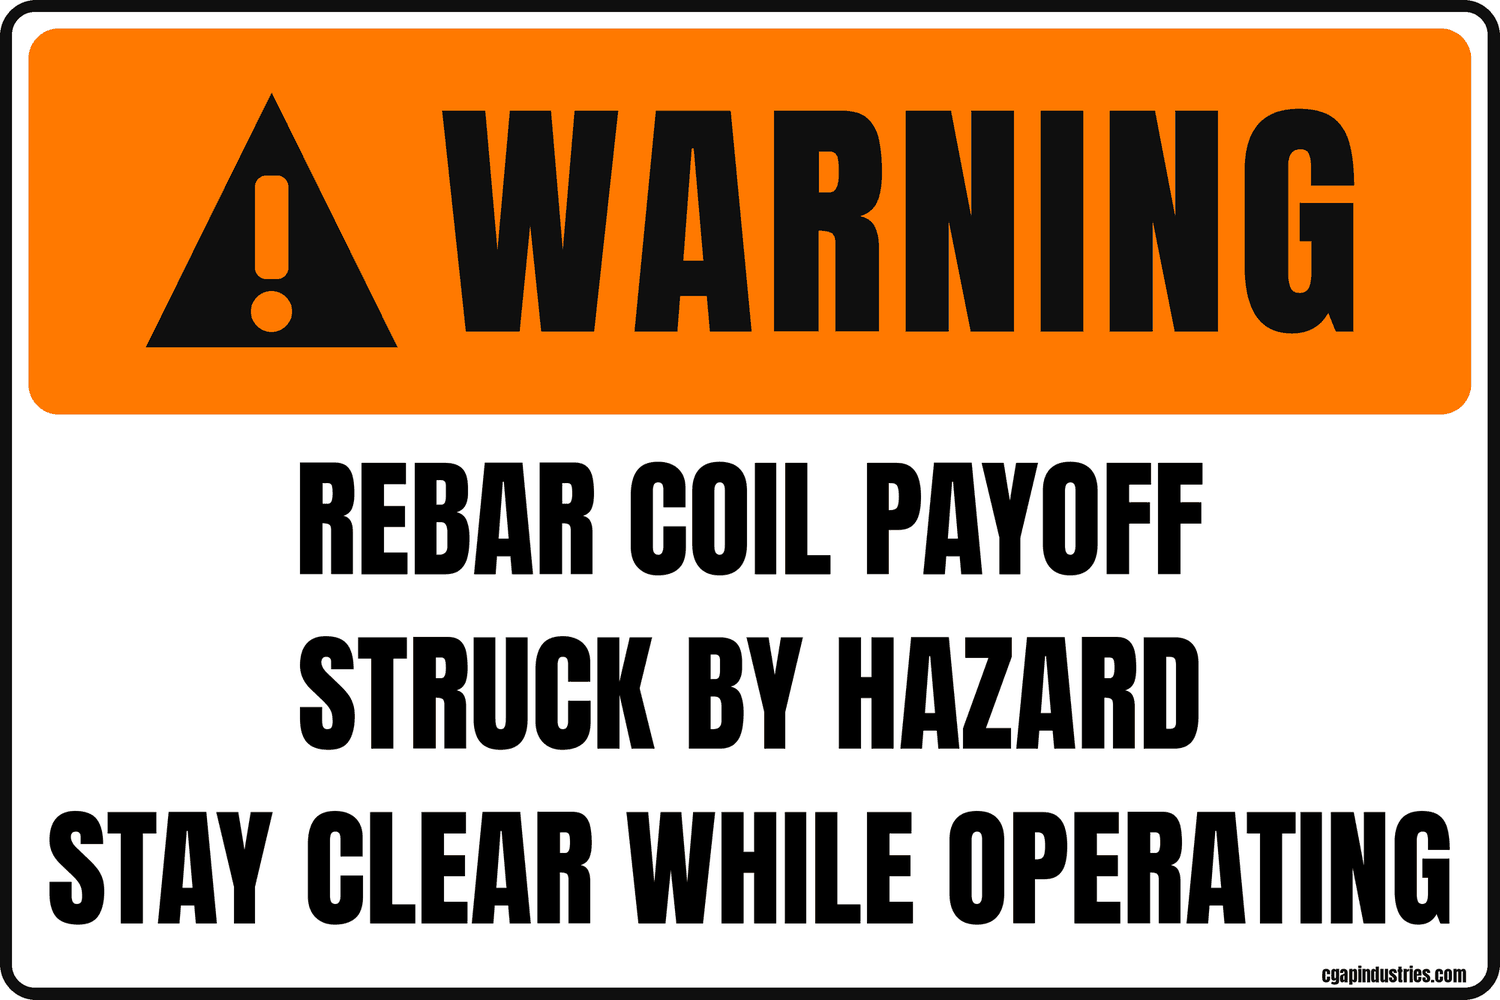 WARNING
REBAR COIL PAYOFF
STRUCK BY HAZARD
STAY CLEAR WHILE OPERATING
cgapindustries.com